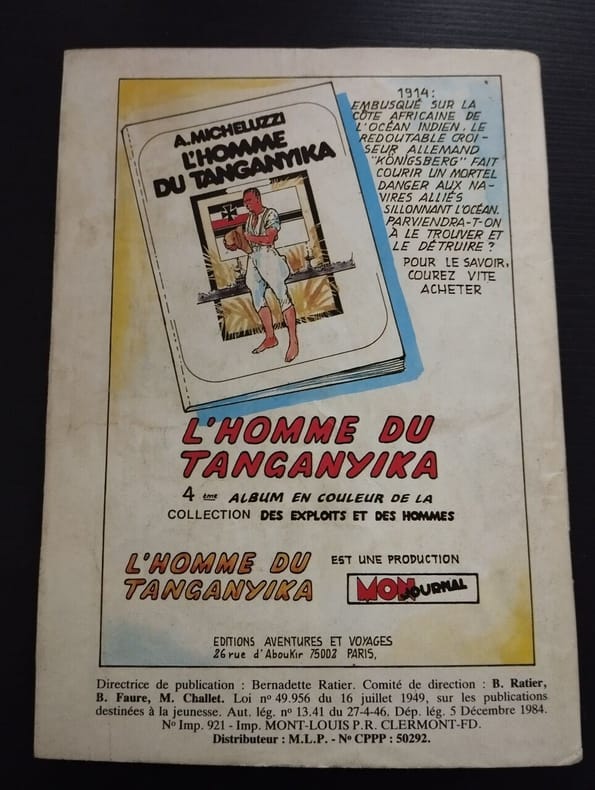 A. MICHELUZZI
L'HOMME
DU TANGANYIKA
1914:
EMBUSQUÉ SUR LA
CÔTE AFRICAINE DE
L'OCÉAN INDIEN, LE
REDOUTABLE CROI-
SEUR ALLEMAND
"KÖNIGSBERG" FAIT
COURIR UN MORTEL
DANGER AUX NA-
VIRES ALLIÉS
SILLONNANT L'OCÉAN.
PARVIENDRA-T-ON
À LE TROUVER ET
LE DÉTRUIRE ?
POUR LE SAVOIR,
COUREZ VITE
ACHETER
L'HOMME DU
TANGANYIKA
4 ème ALBUM EN COULEUR DE LA
COLLECTION DES EXPLOITS ET DES HOMMES
L'HOMME DU
TANGANYIKA
EST UNE PRODUCTION
MON JOURNAL
EDITIONS AVENTURES ET VOYAGES
26 rue d'AbouKir 75002 PARIS,
Directrice de publication : Bernadette Ratier. Comité de direction : B. Ratier,
B. Faure, M. Challet. Loi nº 49.956 du 16 juillet 1949, sur les publications
destinées à la jeunesse. Aut. lég. nº 13.41 du 27-4-46. Dép. lég. 5 Décembre 1984.
Nº Imp. 921 - Imp. MONT-LOUIS P.R. CLERMONT-FD.
Distributeur : M.L.P. - Nº CPPP : 50292.